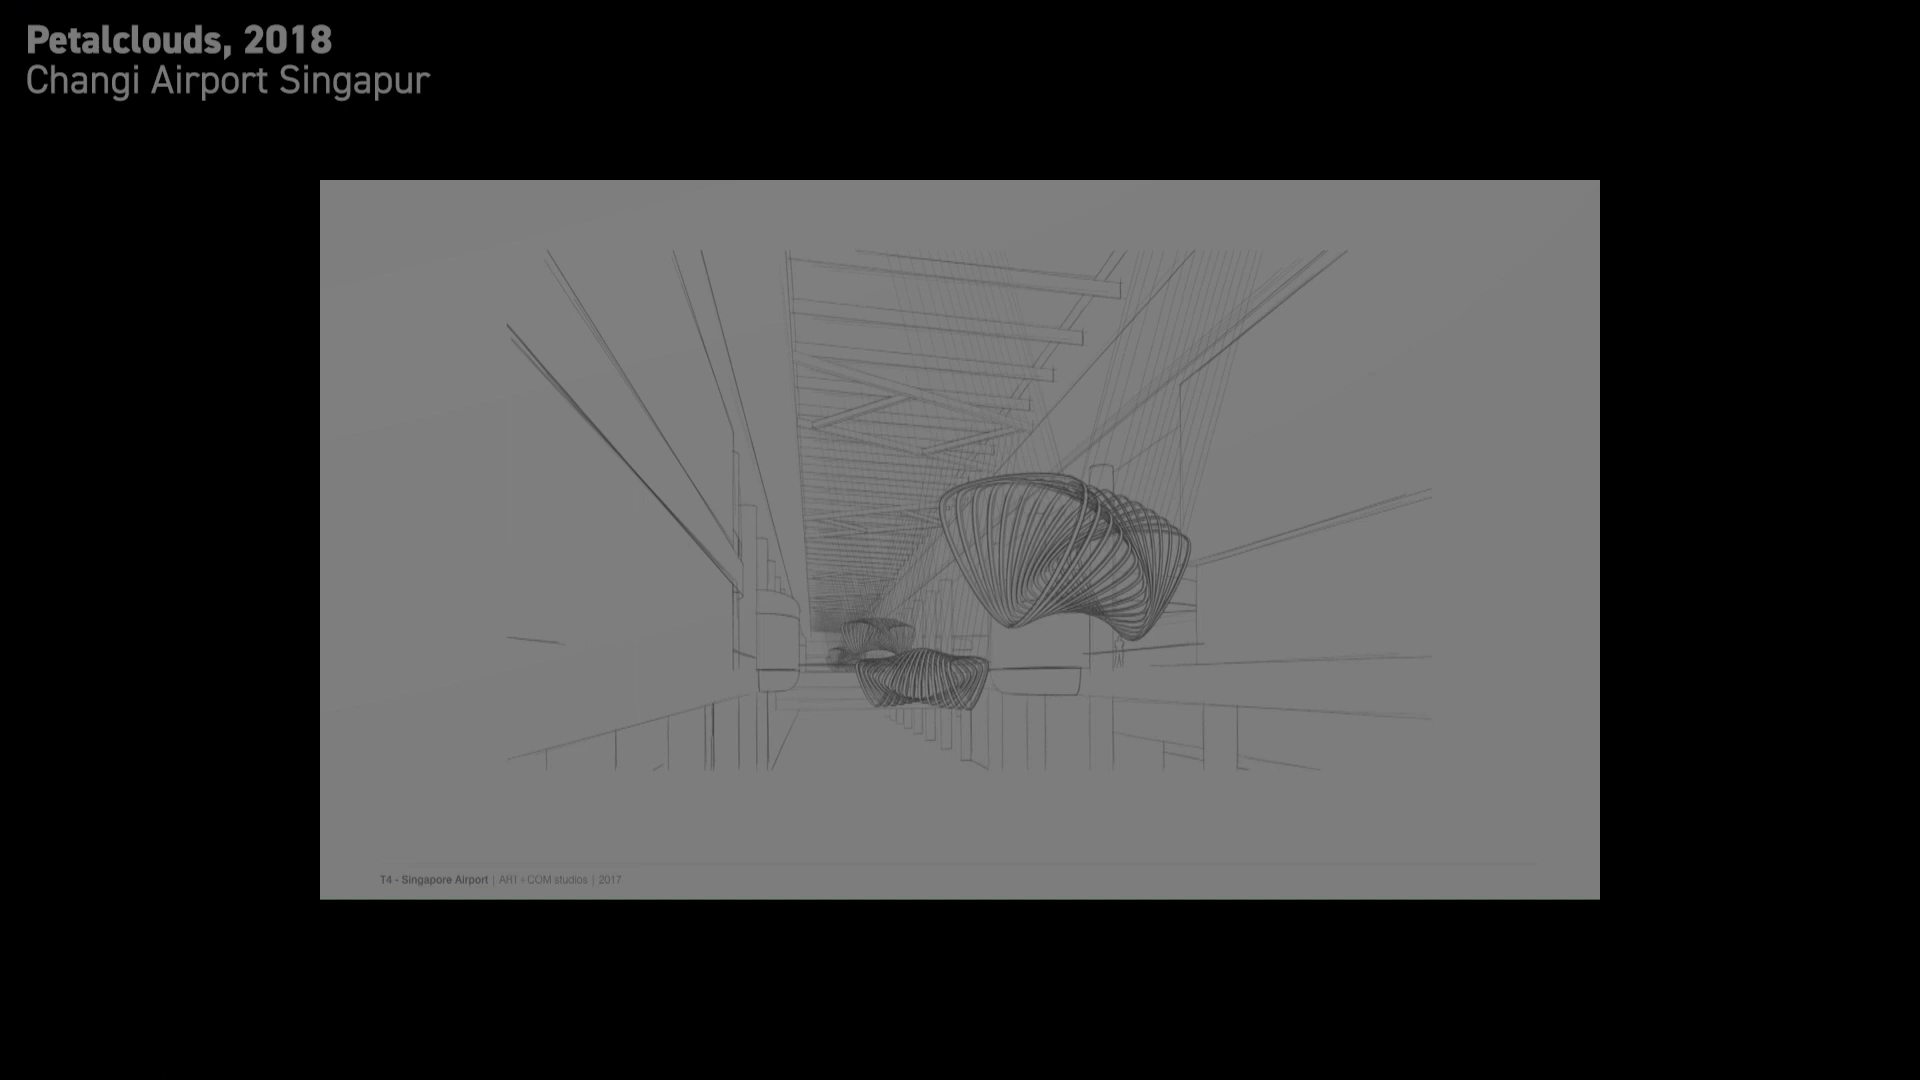 Petalclouds, 2018
Changi Airport Singapur
T4 - Singapore Airport | ART+COM studios | 2017